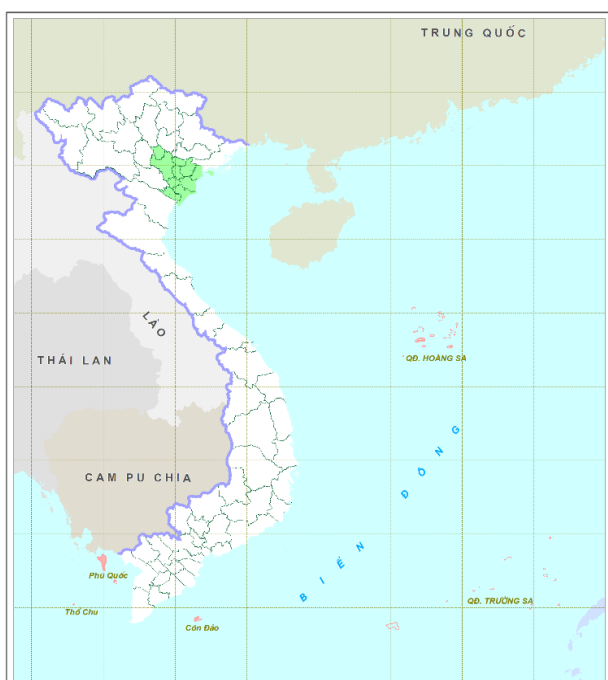 TRUNG QUỐC
LÀO
QĐ. HOÀNG SA
THÁI LAN
BIỂN ĐÔNG
CAM PU CHIA
Phú Quốc
QĐ. TRƯỜNG SA
Thổ Chu
Côn Đảo